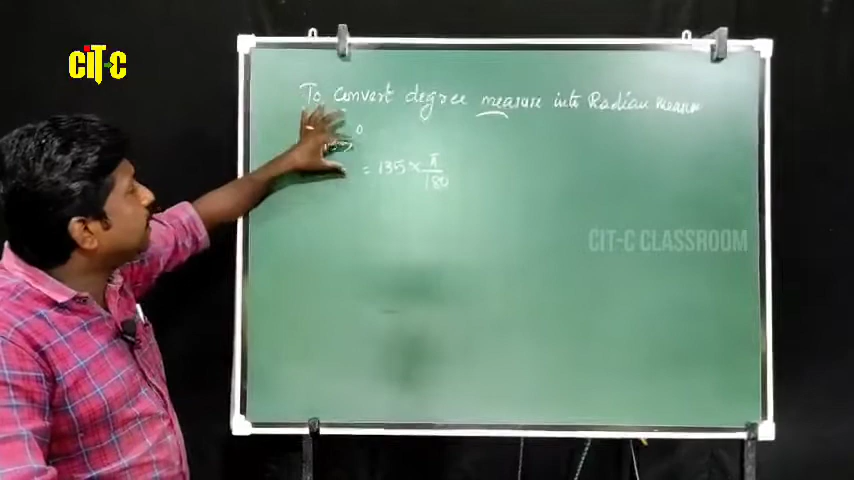 CiT-C
To convert degree measure into Radian measure
= 135 × π/180
CIT-C CLASSROOM